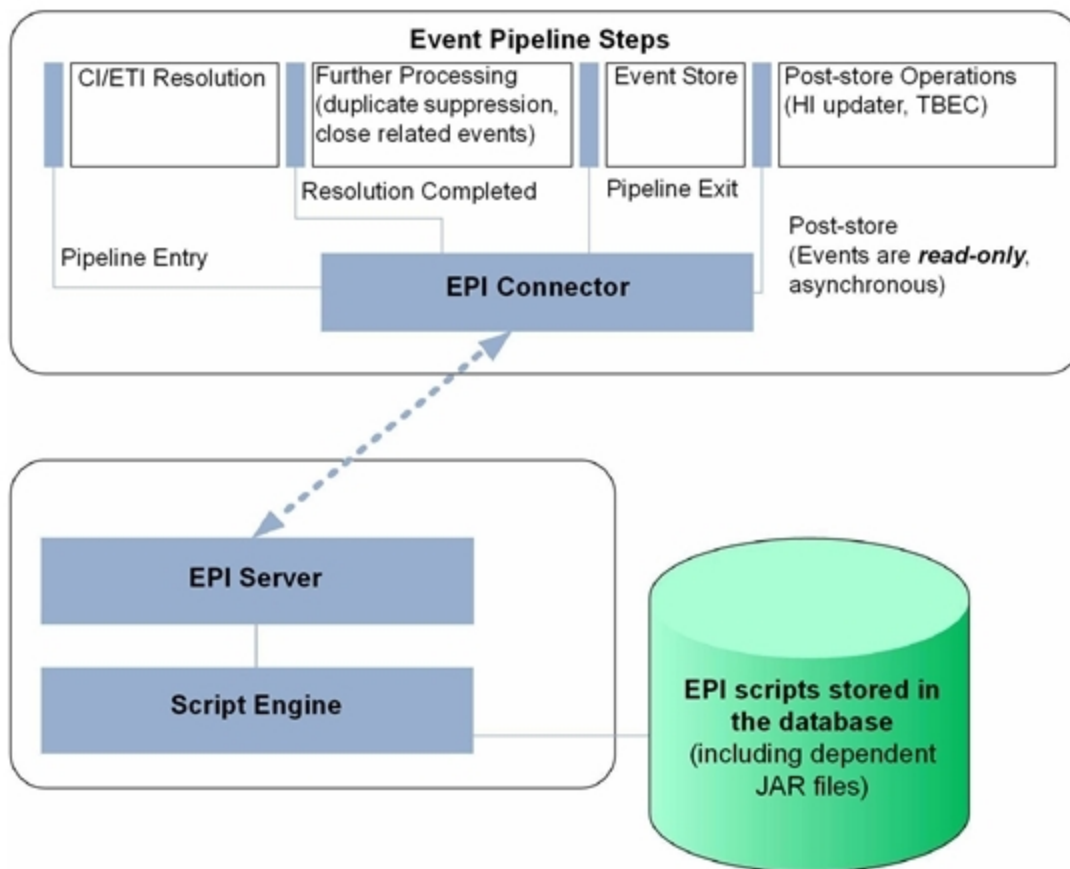 Event Pipeline Steps
CI/ETI Resolution
Further Processing
(duplicate suppression,
close related events)
Event Store
Post-store Operations
(HI updater, TBEC)
Resolution Completed
Pipeline Exit
Pipeline Entry
Post-store
(Events are read-only,
asynchronous)
EPI Connector
EPI Server
Script Engine
EPI scripts stored in
the database
(including dependent
JAR files)